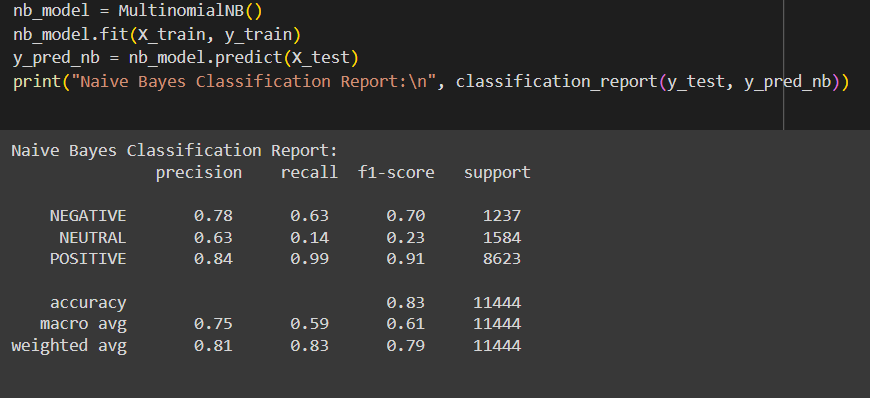 nb_model = MultinomialNB()
nb_model.fit(X_train, y_train)
y_pred_nb = nb_model.predict(X_test)
print("Naive Bayes Classification Report:\n", classification_report(y_test, y_pred_nb))
Naive Bayes Classification Report:
precision recall f1-score support
NEGATIVE 0.78 0.63 0.70 1237
NEUTRAL 0.63 0.14 0.23 1584
POSITIVE 0.84 0.99 0.91 8623
accuracy 0.83 11444
macro avg 0.75 0.59 0.61 11444
weighted avg 0.81 0.83 0.79 11444